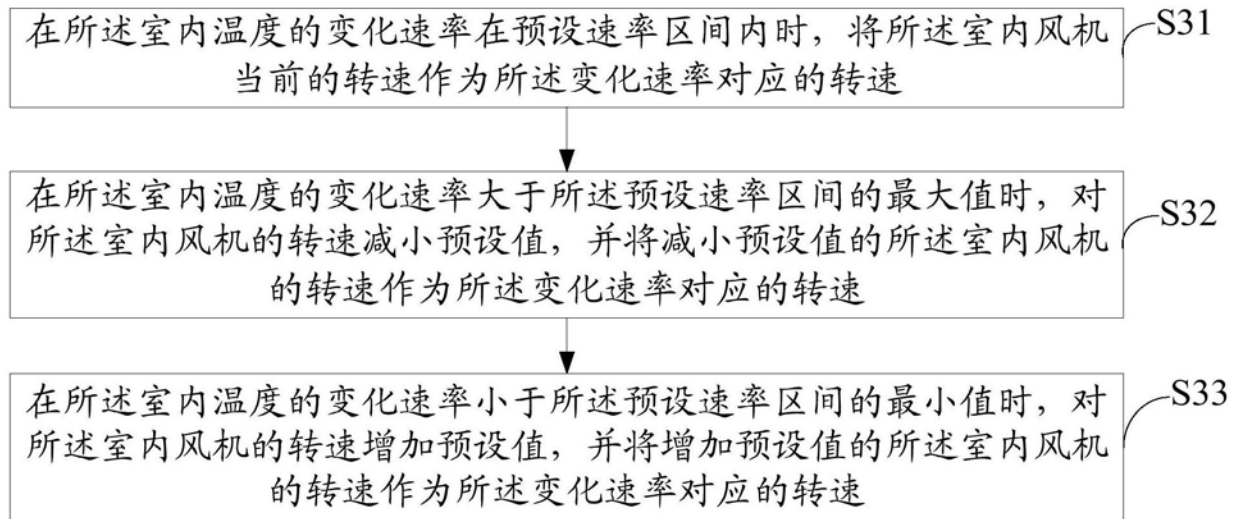 在所述室内温度的变化速率在预设速率区间内时，将所述室内风机
当前的转速作为所述变化速率对应的转速
S31
在所述室内温度的变化速率大于所述预设速率区间的最大值时，对
所述室内风机的转速减小预设值，并将减小预设值的所述室内风机
的转速作为所述变化速率对应的转速
S32
在所述室内温度的变化速率小于所述预设速率区间的最小值时，对
所述室内风机的转速增加预设值，并将增加预设值的所述室内风机
的转速作为所述变化速率对应的转速
S33